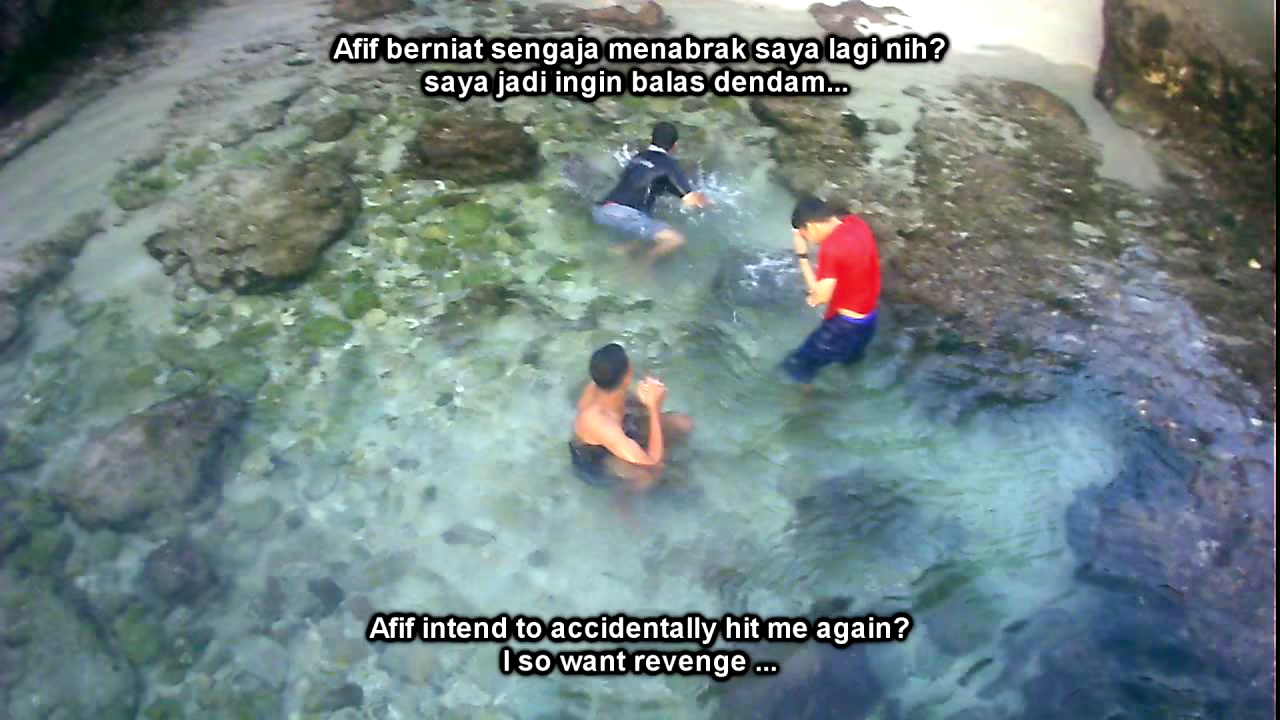 Afif berniat sengaja menabrak saya lagi nih?
saya jadi ingin balas dendam...
Afif intend to accidentally hit me again?
I so want revenge ...